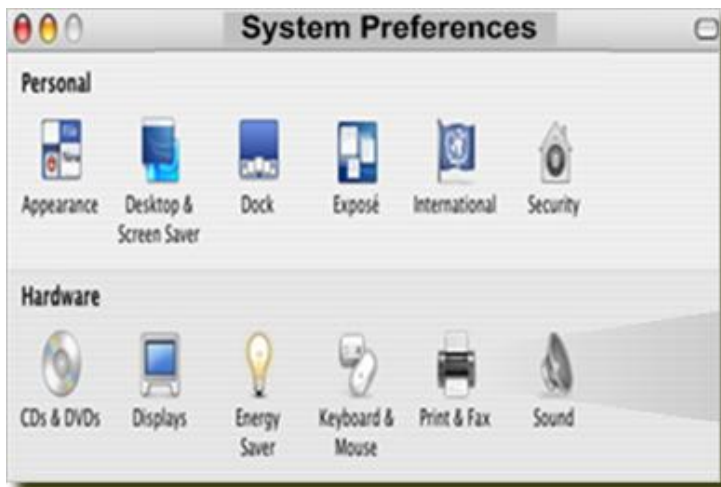 System Preferences
Personal
Appearance
Desktop &
Screen Saver
Dock
Exposé
International
Security
Hardware
CDs & DVDs
Displays
Energy
Saver
Keyboard &
Mouse
Print & Fax
Sound